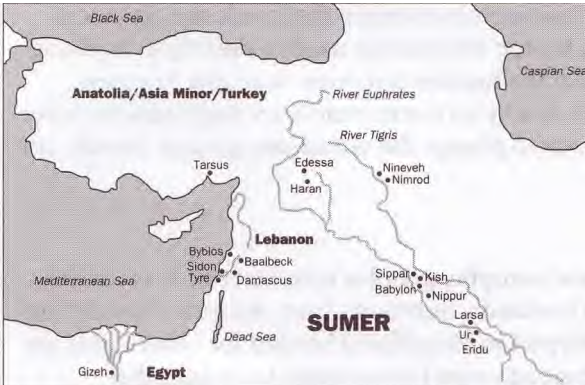 Black Sea
Caspian Sea
Anatolia/Asia Minor/Turkey
River Euphrates
River Tigris
Tarsus
Edessa
Haran
Nineveh
Nimrod
Byblos
Lebanon
Sidon
Baalbeck
Tyre
Damascus
Mediterranean Sea
Sippar
Kish
Babylon
Nippur
Dead Sea
SUMER
Larsa
Ur
Eridu
Gizeh
Egypt